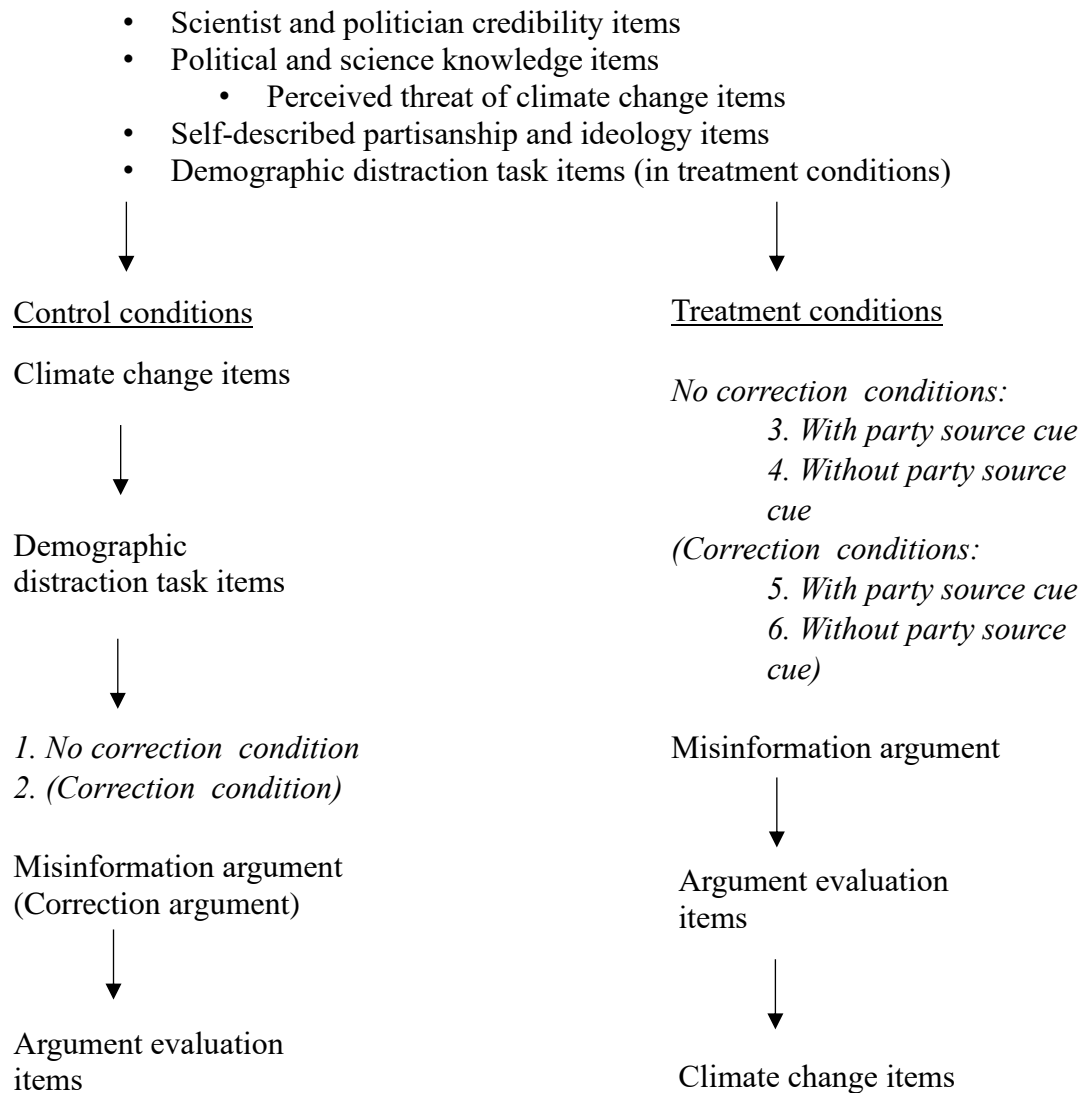 • Scientist and politician credibility items
• Political and science knowledge items
• Perceived threat of climate change items
• Self-described partisanship and ideology items
• Demographic distraction task items (in treatment conditions)
Control conditions
Climate change items
Demographic
distraction task items
1. No correction condition
2. (Correction condition)
Misinformation argument
(Correction argument)
Argument evaluation
items
Treatment conditions
No correction conditions:
3. With party source cue
4. Without party source
cue
(Correction conditions:
5. With party source cue
6. Without party source
cue)
Misinformation argument
Argument evaluation
items
Climate change items